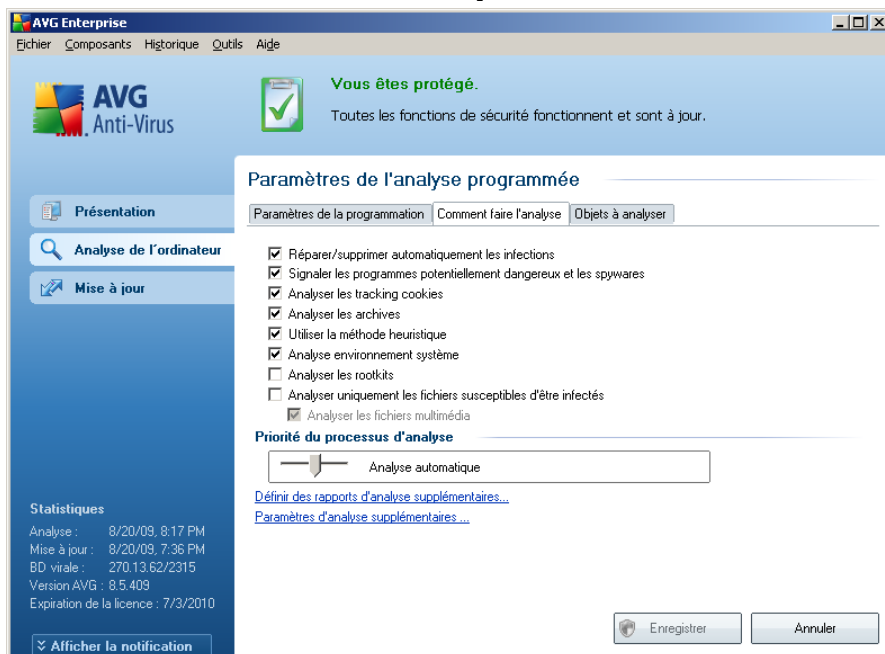 AVG Enterprise
Fichier Composants Historique Outils Aide
AVG
Anti-Virus
Vous êtes protégé.
Toutes les fonctions de sécurité fonctionnent et sont à jour.
Présentation
Analyse de l´ordinateur
Mise à jour
Paramètres de l'analyse programmée
Paramètres de la programmation Comment faire l'analyse Objets à analyser
Réparer/supprimer automatiquement les infections
Signaler les programmes potentiellement dangereux et les spywares
Analyser les tracking cookies
Analyser les archives
Utiliser la méthode heuristique
Analyse environnement système
Analyser les rootkits
Analyser uniquement les fichiers susceptibles d'être infectés
Analyser les fichiers multimédia
Priorité du processus d'analyse
Analyse automatique
Définir des rapports d'analyse supplémentaires...
Paramètres d'analyse supplémentaires ...
Statistiques
Analyse : 8/20/09, 8:17 PM
Mise à jour : 8/20/09, 7:36 PM
BD virale : 270.13.62/2315
Version AVG : 8.5.409
Expiration de la licence : 7/3/2010
Afficher la notification
Enregistrer Annuler